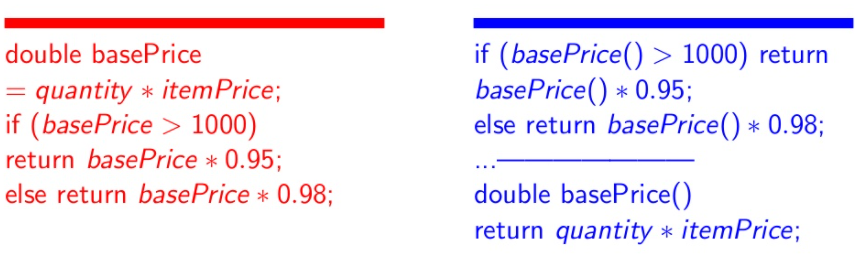 double basePrice
= quantity ∗ itemPrice;
if (basePrice > 1000)
return basePrice ∗ 0.95;
else return basePrice ∗ 0.98;
if (basePrice() > 1000) return
basePrice() ∗ 0.95;
else return basePrice() ∗ 0.98;
...———————
double basePrice()
return quantity ∗ itemPrice;